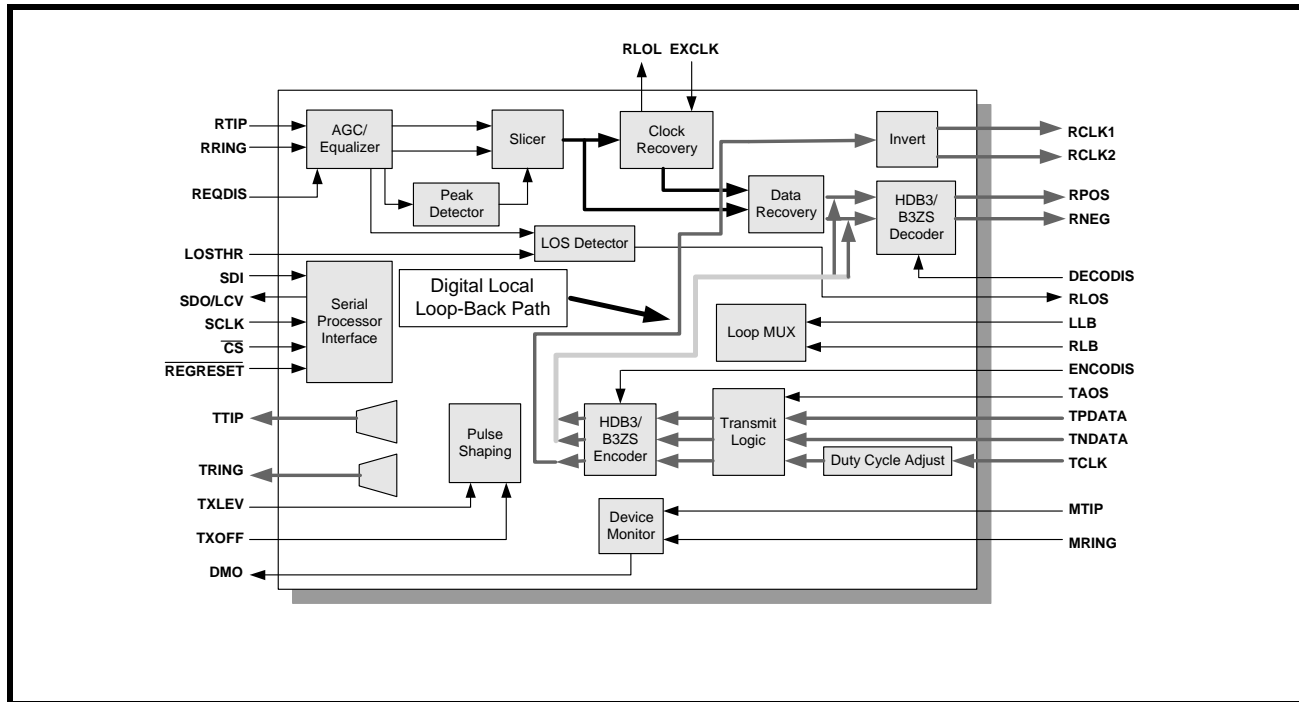 RLOL EXCLK
RTIP
RRING
REQDIS
LOSTHR
SDI
SDO/LCV
SCLK
CS
REGRESET
TTIP
TRING
TXLEV
TXOFF
DMO
AGC/
Equalizer
Peak
Detector
Slicer
Clock
Recovery
Data
Recovery
Invert
HDB3/
B3ZS
Decoder
LOS Detector
Serial
Processor
Interface
Digital Local
Loop-Back Path
Loop MUX
Pulse
Shaping
HDB3/
B3ZS
Encoder
Transmit
Logic
Duty Cycle Adjust
Device
Monitor
RCLK1
RCLK2
RPOS
RNEG
DECODIS
RLOS
LLB
RLB
ENCODIS
TAOS
TPDATA
TNDATA
TCLK
MTIP
MRING